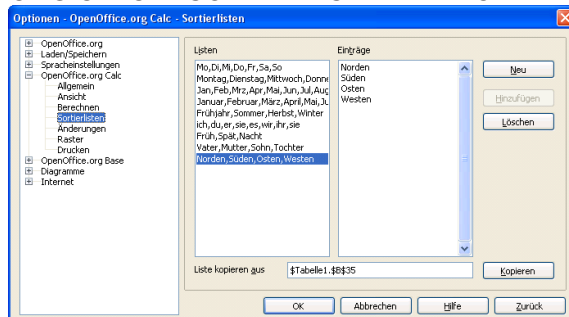 Optionen - OpenOffice.org Calc - Sortierlisten
OpenOffice.org
Laden/Speichern
Spracheinstellungen
OpenOffice.org Calc
Allgemein
Ansicht
Berechnen
Sortierlisten
Änderungen
Raster
Drucken
OpenOffice.org Base
Diagramme
Internet
Listen
Mo,Di,Mi,Do,Fr,Sa,So
Montag,Dienstag,Mittwoch,Donne
Jan,Feb,Mrz,Apr,Mai,Jun,Jul,Aug
Januar,Februar,März,April,Mai,Ju
Frühjahr,Sommer,Herbst,Winter
ich,du,er,sie,es,wir,ihr,sie
Früh,Spät,Nacht
Vater,Mutter,Sohn,Tochter
Norden,Süden,Osten,Westen
Einträge
Norden
Süden
Osten
Westen
Neu
Hinzufügen
Löschen
Liste kopieren aus
$Tabelle1.$B$35
Kopieren
OK
Abbrechen
Hilfe
Zurück